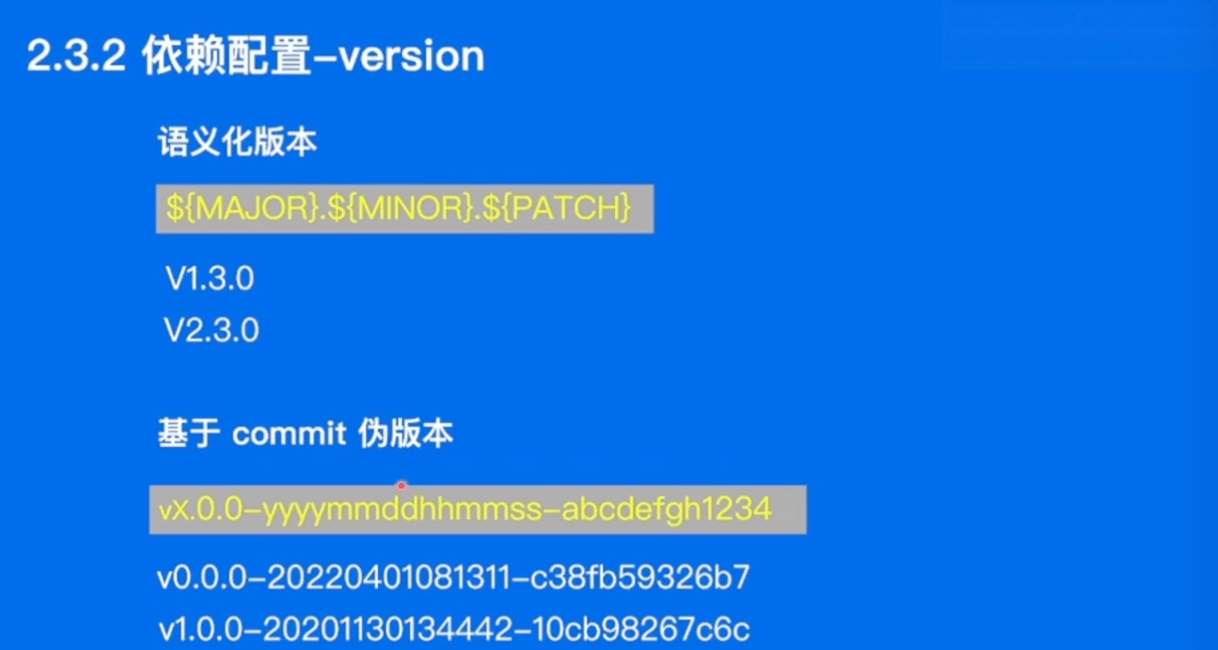 2.3.2 依赖配置-version
语义化版本
${MAJOR}.${MINOR}.${PATCH}
V1.3.0
V2.3.0
基于 commit 伪版本
vX.0.0-yyyymmddhhmmss-abcdefgh1234
v0.0.0-20220401081311-c38fb59326b7
v1.0.0-20201130134442-10cb98267c6c